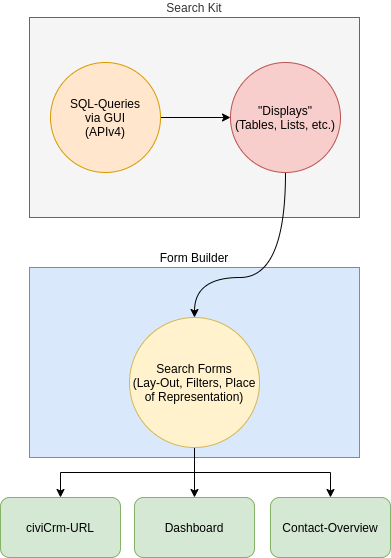 Search Kit
SQL-Queries
via GUI
(APIv4)
"Displays"
(Tables, Lists, etc.)
Form Builder
Search Forms
(Lay-Out, Filters, Place
of Representation)
civiCrm-URL
Dashboard
Contact-Overview